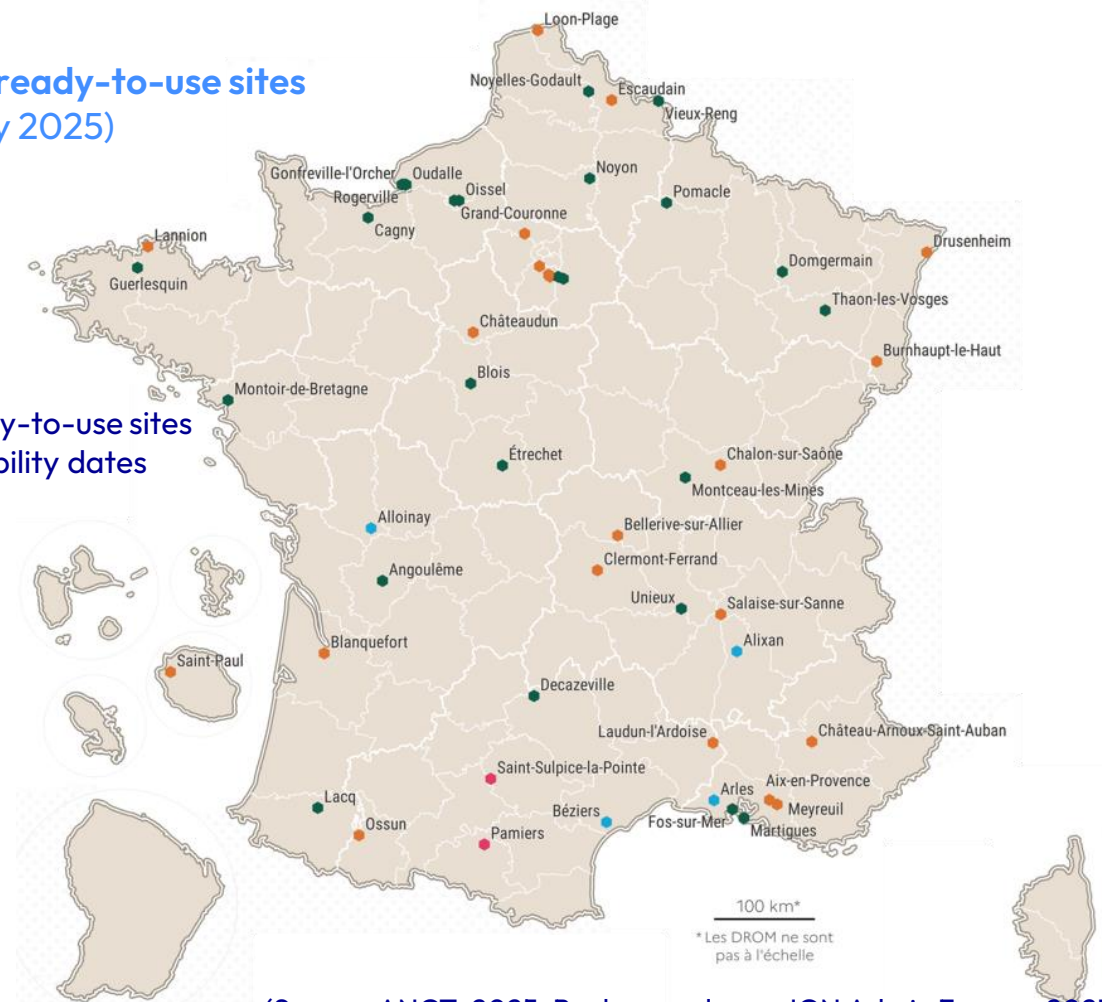 ready-to-use sites
y 2025)
y-to-use sites
bility dates
Loon-Plage
Noyelles-Godault
Escaudain
Vieux-Reng
Noyon
Gonfreville-l'Orcher
Oudalle
Rogerville
Oissel
Grand-Couronne
Cagny
Pomacle
Lannion
Guerlesquin
Drusenheim
Domgermain
Thaon-les-Vosges
Châteaudun
Burnhaupt-le-Haut
Blois
Montoir-de-Bretagne
Étrechet
Chalon-sur-Saône
Montceau-les-Mines
Alloinay
Bellerive-sur-Allier
Angoulême
Clermont-Ferrand
Unieux
Salaise-sur-Sanne
Blanquefort
Alixan
Saint-Paul
Decazeville
Laudun-l'Ardoise
Château-Arnoux-Saint-Auban
Saint-Sulpice-la-Pointe
Aix-en-Provence
Arles
Lacq
Béziers
Meyreuil
Fos-sur-Mer
Ossun
Pamiers
Martigues
100 km*
* Les DROM ne sont
pas à l'échelle